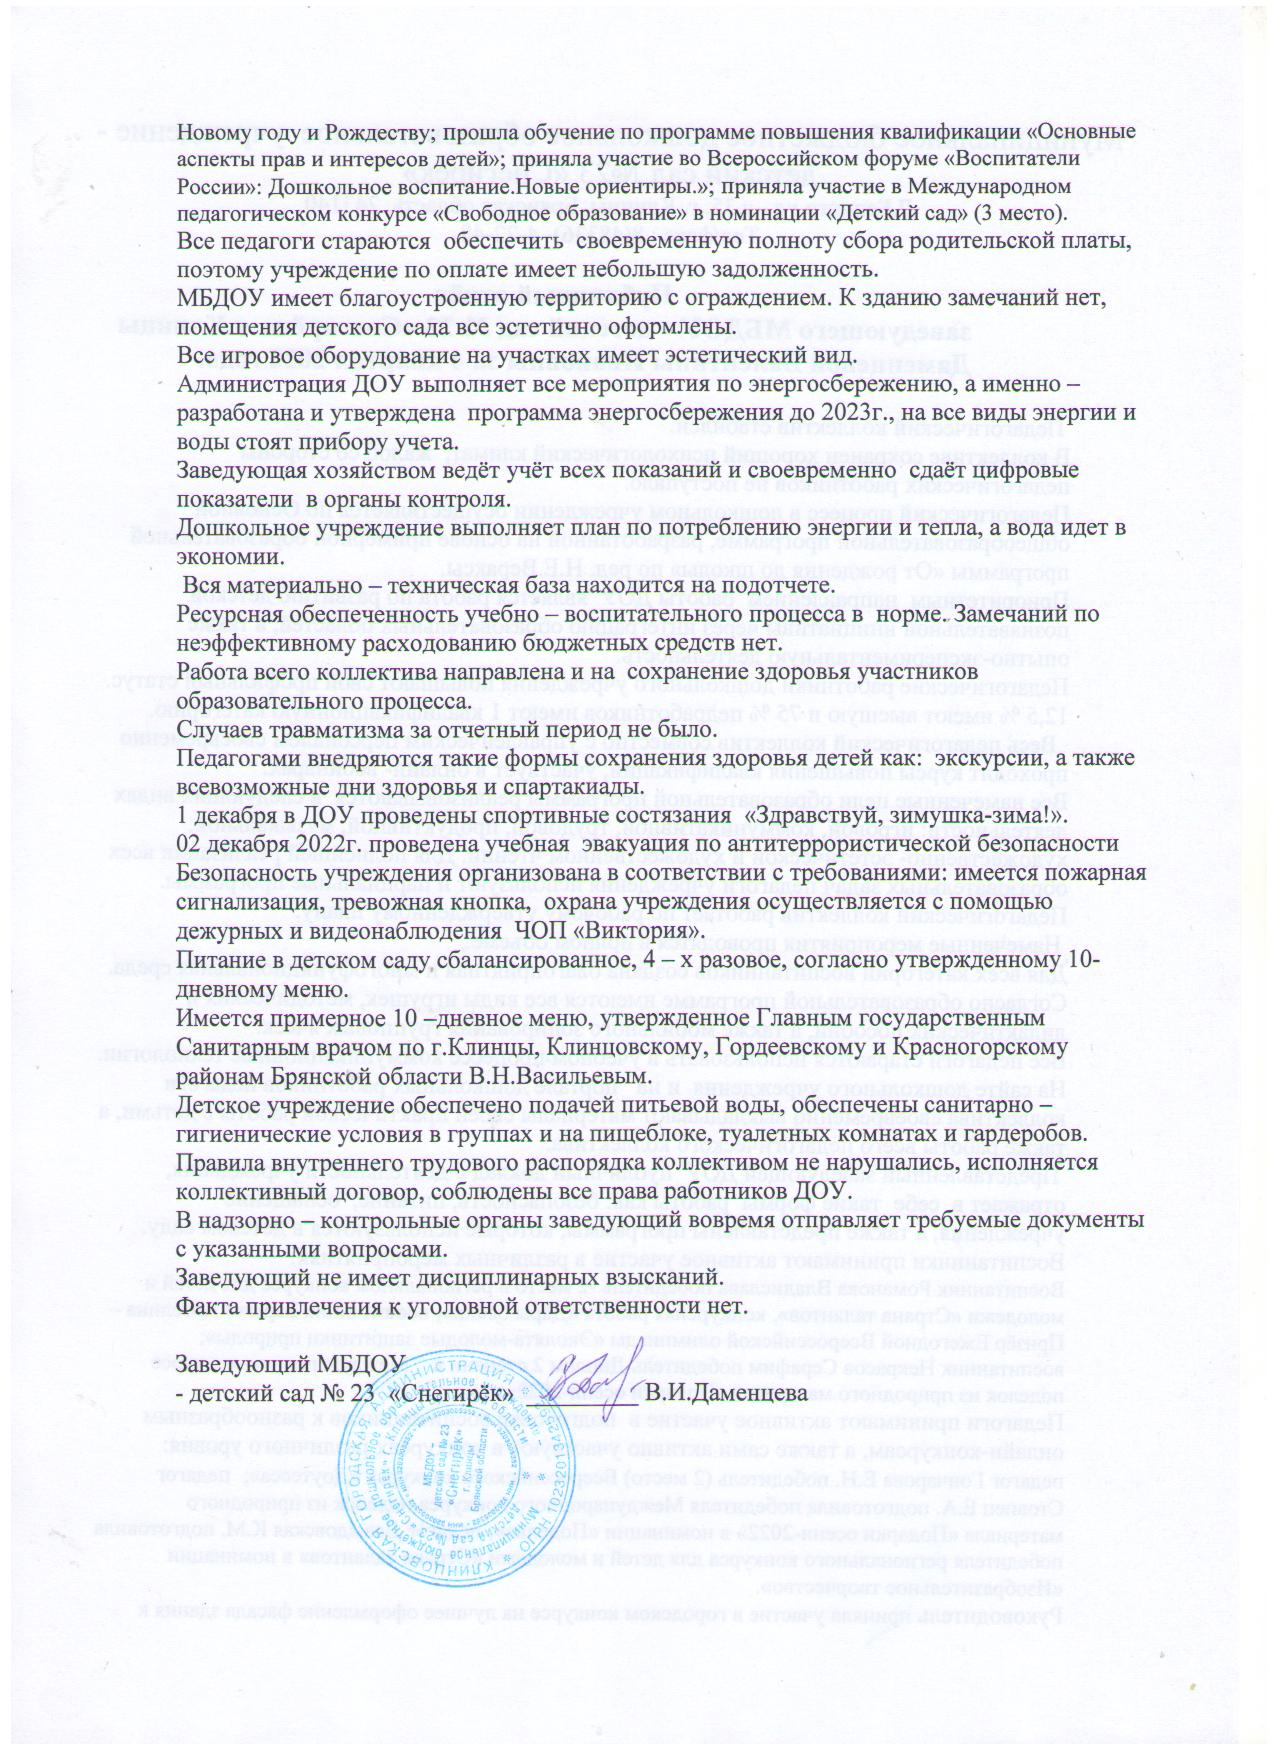 Новому году и Рождеству; прошла обучение по программе повышения квалификации «Основные
аспекты прав и интересов детей»; приняла участие во Всероссийском форуме «Воспитатели
России»: Дошкольное воспитание.Новые ориентиры.»; приняла участие в Международном
педагогическом конкурсе «Свободное образование» в номинации «Детский сад» (3 место).
Все педагоги стараются  обеспечить  своевременную полноту сбора родительской платы,
поэтому учреждение по оплате имеет небольшую задолженность.
МБДОУ имеет благоустроенную территорию с ограждением. К зданию замечаний нет,
помещения детского сада все эстетично оформлены.
Все игровое оборудование на участках имеет эстетический вид.
Администрация ДОУ выполняет все мероприятия по энергосбережению, а именно –
разработана и утверждена  программа энергосбережения до 2023г., на все виды энергии и
воды стоят прибору учета.
Заведующая хозяйством ведёт учёт всех показаний и своевременно  сдаёт цифровые
показатели  в органы контроля.
Дошкольное учреждение выполняет план по потреблению энергии и тепла, а вода идет в
экономии.
Вся материально – техническая база находится на подотчете.
Ресурсная обеспеченность учебно – воспитательного процесса в  норме. Замечаний по
неэффективному расходованию бюджетных средств нет.
Работа всего коллектива направлена и на  сохранение здоровья участников
образовательного процесса.
Случаев травматизма за отчетный период не было.
Педагогами внедряются такие формы сохранения здоровья детей как:  экскурсии, а также
всевозможные дни здоровья и спартакиады.
1 декабря в ДОУ проведены спортивные состязания  «Здравствуй, зимушка-зима!».
02 декабря 2022г. проведена учебная  эвакуация по антитеррористической безопасности
Безопасность учреждения организована в соответствии с требованиями: имеется пожарная
сигнализация, тревожная кнопка,  охрана учреждения осуществляется с помощью
дежурных и видеонаблюдения  ЧОП «Виктория».
Питание в детском саду сбалансированное, 4 – х разовое, согласно утвержденному 10-
дневному меню.
Имеется примерное 10 –дневное меню, утвержденное Главным государственным
Санитарным врачом по г.Клинцы, Клинцовскому, Гордеевскому и Красногорскому
районам Брянской области В.Н.Васильевым.
Детское учреждение обеспечено подачей питьевой воды, обеспечены санитарно –
гигиенические условия в группах и на пищеблоке, туалетных комнатах и гардеробов.
Правила внутреннего трудового распорядка коллективом не нарушались, исполняется
коллективный договор, соблюдены все права работников ДОУ.
В надзорно – контрольные органы заведующий вовремя отправляет требуемые документы
с указанными вопросами.
Заведующий не имеет дисциплинарных взысканий.
Факта привлечения к уголовной ответственности нет.
Заведующий МБДОУ
- детский сад № 23  «Снегирёк» __________ В.И.Даменцева
МБДОУ
детский сад № 23
«Снегирёк»
г. Клинцы
Брянской области